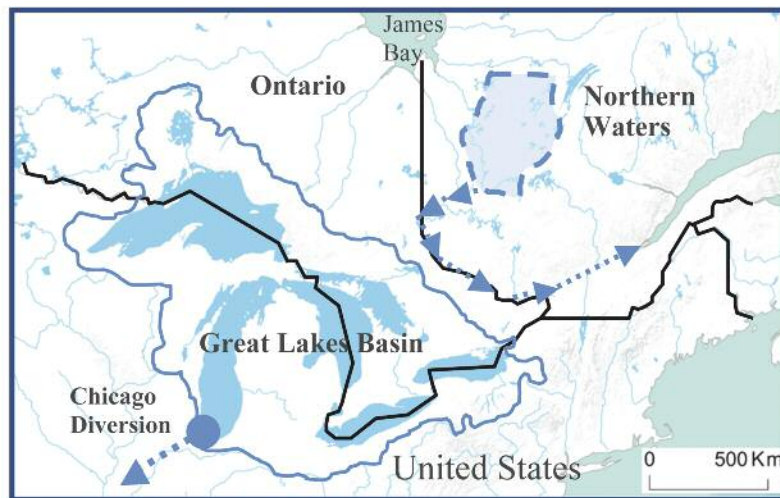 James
Bay
Ontario
Northern
Waters
Great Lakes Basin
Chicago
Diversion
United States
0 500 Km